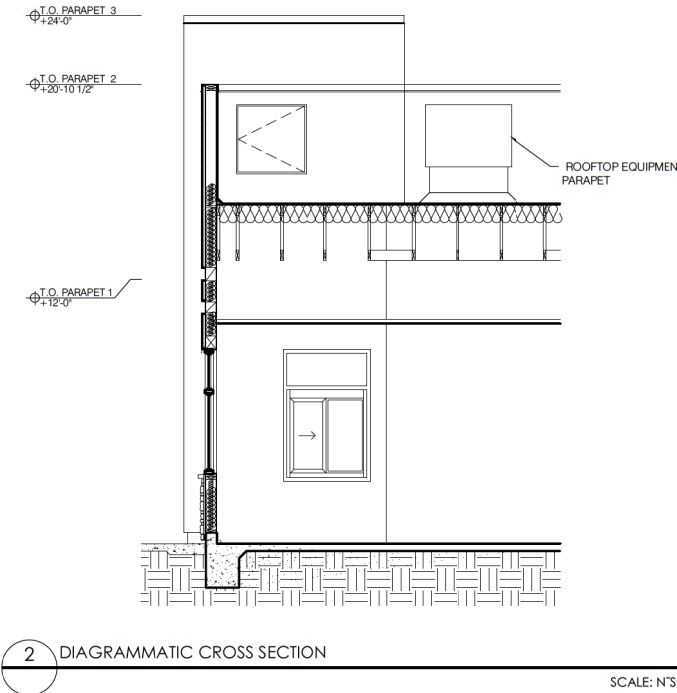 T.O. PARAPET 3
+24'-0"
T.O. PARAPET 2
+20'-10 1/2"
ROOFTOP EQUIPMEN
PARAPET
T.O. PARAPET 1
+12'-0"
2 DIAGRAMMATIC CROSS SECTION
SCALE: NTS